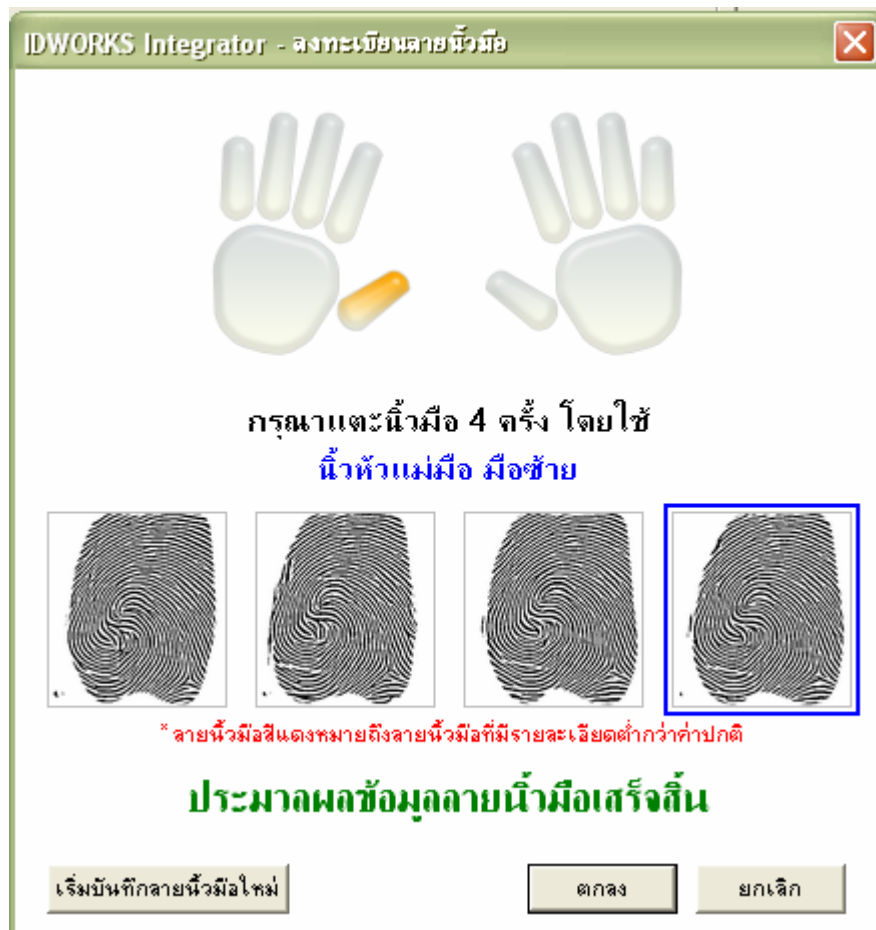 IDWORKS Integrator - ลงทะเบียนลายนิ้วมือ
กรุณาแตะนิ้วมือ 4 ครั้ง โดยใช้
นิ้วหัวแม่มือ มือซ้าย
*ลายนิ้วมือสีแดงหมายถึงลายนิ้วมือที่มีรายละเอียดต่ำกว่าค่าปกติ
ประมาลผลข้อมูลลายนิ้วมือเสร็จสิ้น
เริ่มบันทึกลายนิ้วมือใหม่ ตกลง ยกเลิก